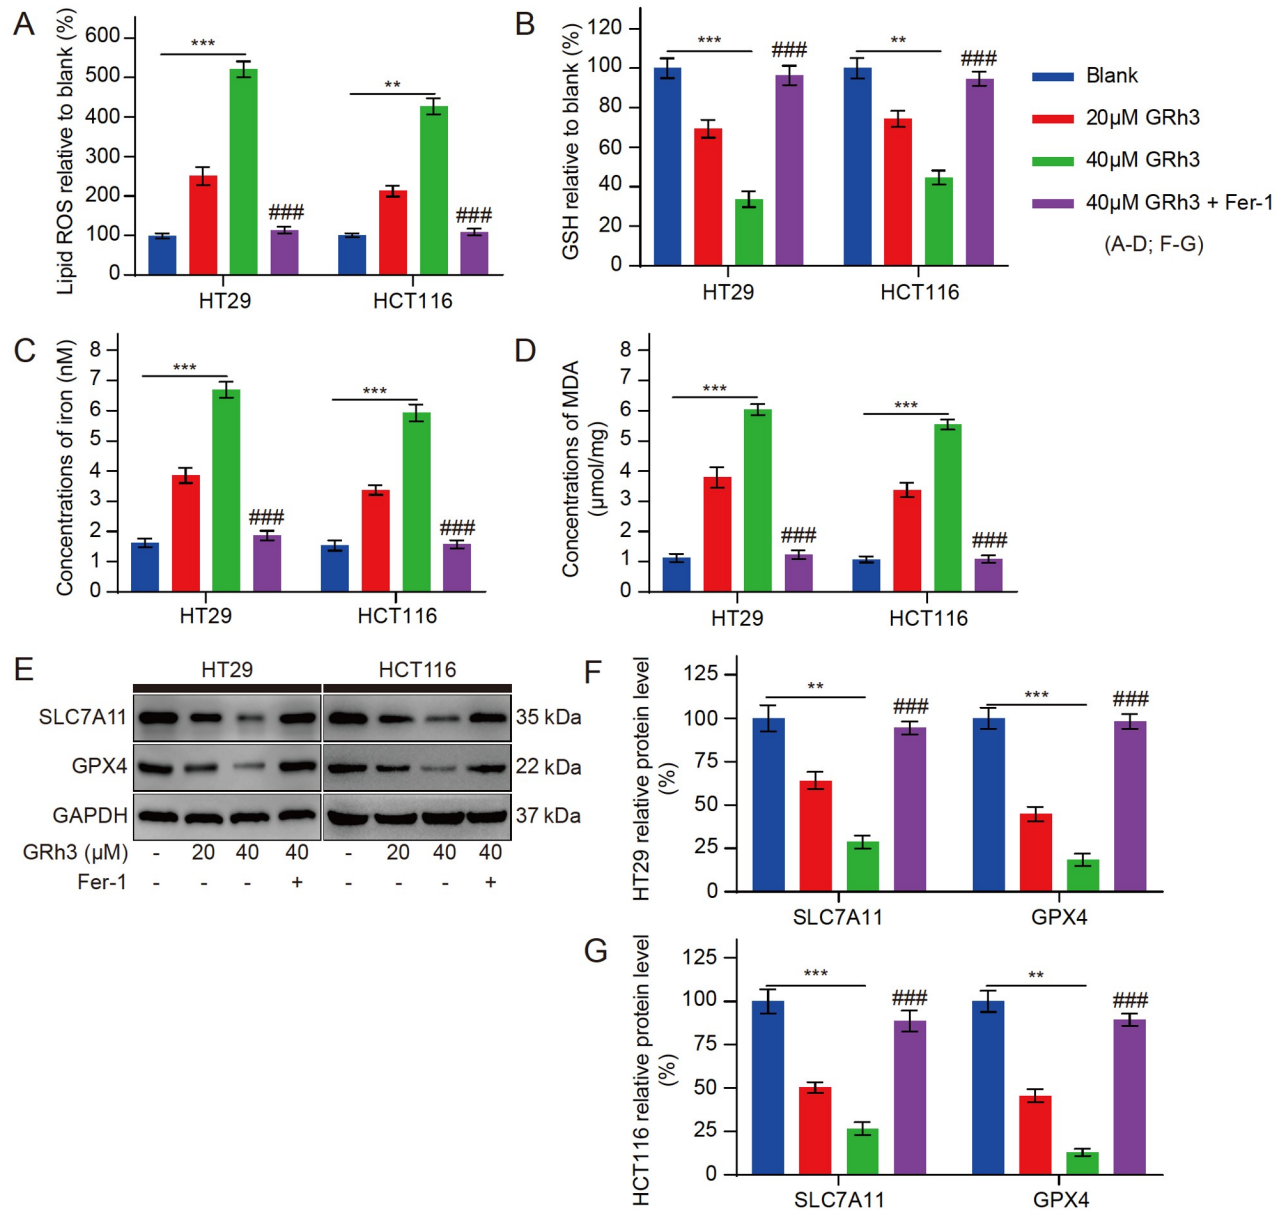 A
Lipid ROS relative to blank (%)
600
500
400
300
200
100
0
***
###
**
###
HT29
HCT116
B
GSH relative to blank (%)
120
100
80
60
40
20
0
***
###
**
###
HT29
HCT116
Blank
20μM GRh3
40μM GRh3
40μM GRh3 + Fer-1
(A-D; F-G)
C
Concentrations of iron (nM)
8
7
6
5
4
3
2
1
0
***
###
***
###
HT29
HCT116
D
Concentrations of MDA
(μmol/mg)
8
7
6
5
4
3
2
1
0
***
###
***
###
HT29
HCT116
E
HT29
HCT116
SLC7A11
35 kDa
GPX4
22 kDa
GAPDH
37 kDa
GRh3 (μM) - 20 40 40 - 20 40 40
Fer-1 - - - + - - - +
F
HT29 relative protein level
(%)
125
100
75
50
25
0
**
###
***
###
SLC7A11
GPX4
G
HCT116 relative protein level
(%)
125
100
75
50
25
0
***
###
**
###
SLC7A11
GPX4